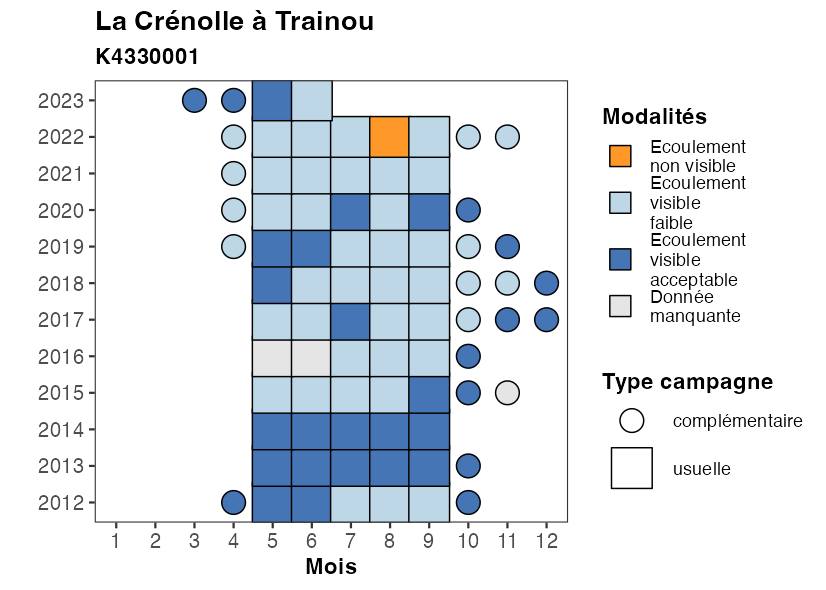 La Crénolle à Trainou
K4330001
2023
2022
2021
2020
2019
2018
2017
2016
2015
2014
2013
2012
1 2 3 4 5 6 7 8 9 10 11 12
Mois
Modalités
Ecoulement
non visible
Ecoulement
visible
faible
Ecoulement
visible
acceptable
Donnée
manquante
Type campagne
complémentaire
usuelle